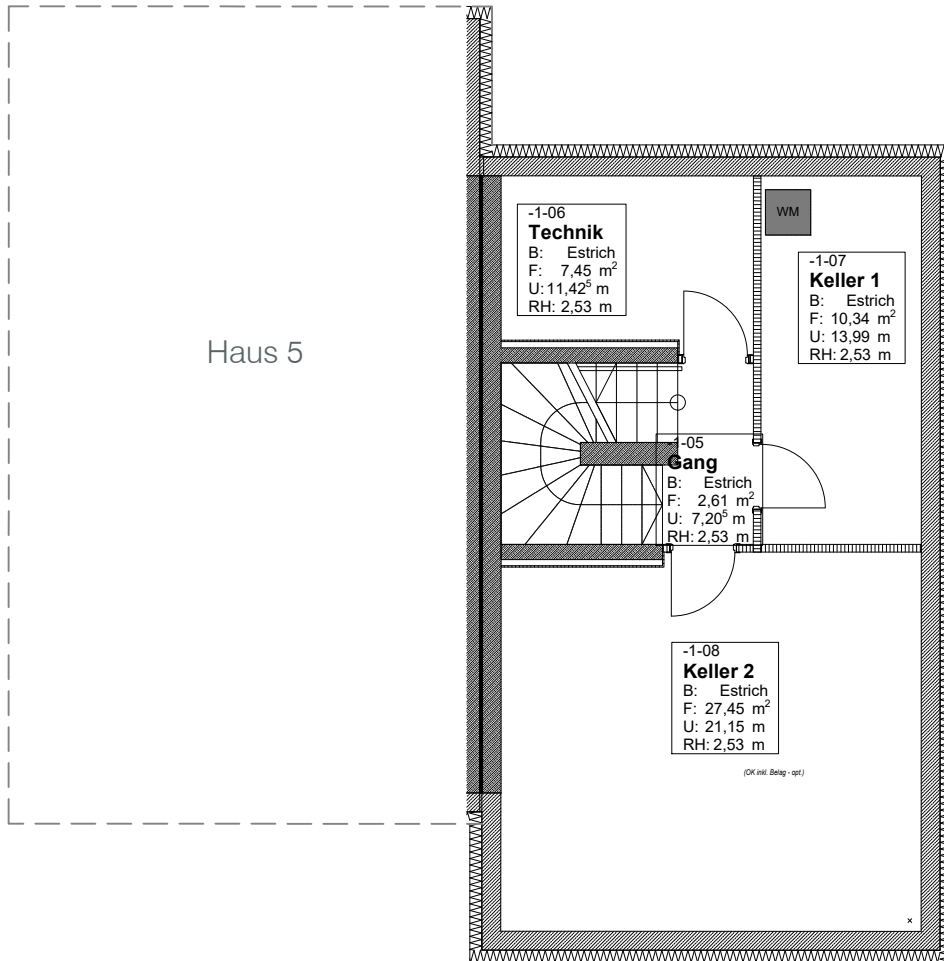 -1-06
Technik
B: Estrich
F: 7,45 m²
U: 11,42⁵ m
RH: 2,53 m
WM
-1-07
Keller 1
B: Estrich
F: 10,34 m²
U: 13,99 m
RH: 2,53 m
Haus 5
-1-05
Gang
B: Estrich
F: 2,61 m²
U: 7,20⁵ m
RH: 2,53 m
-1-08
Keller 2
B: Estrich
F: 27,45 m²
U: 21,15 m
RH: 2,53 m
(OK inkl. Belag - opt.)